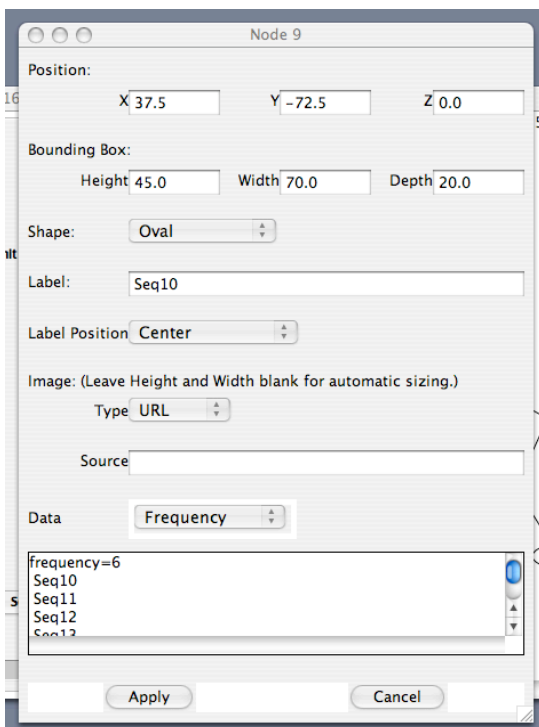 Node 9
Position:
16
X 37.5 Y -72.5 Z 0.0
Bounding Box:
Height 45.0 Width 70.0 Depth 20.0
Shape: Oval
Label: Seq10
Label Position Center
Image: (Leave Height and Width blank for automatic sizing.)
Type URL
Source
Data Frequency
frequency=6
Seq10
Seq11
Seq12
Seq13
Apply Cancel